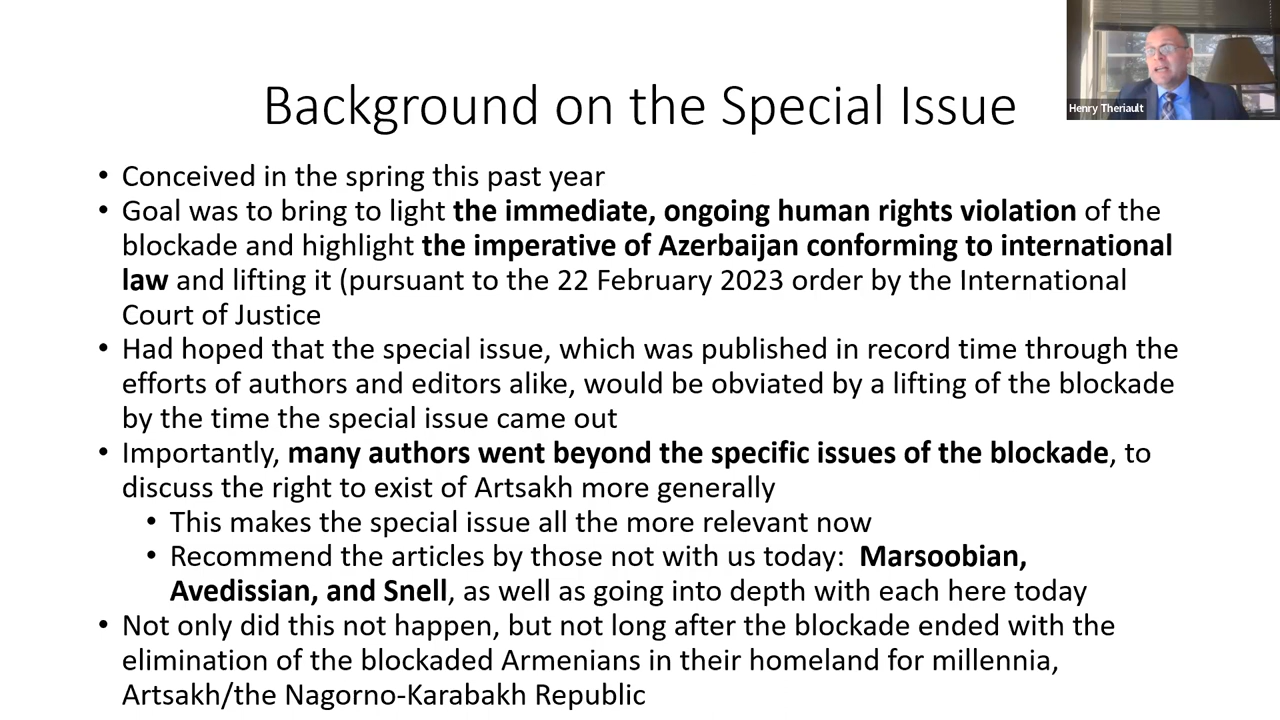 Henry Theriault
Background on the Special Issue
• Conceived in the spring this past year
• Goal was to bring to light the immediate, ongoing human rights violation of the
blockade and highlight the imperative of Azerbaijan conforming to international
law and lifting it (pursuant to the 22 February 2023 order by the International
Court of Justice
• Had hoped that the special issue, which was published in record time through the
efforts of authors and editors alike, would be obviated by a lifting of the blockade
by the time the special issue came out
• Importantly, many authors went beyond the specific issues of the blockade, to
discuss the right to exist of Artsakh more generally
• This makes the special issue all the more relevant now
• Recommend the articles by those not with us today:  Marsoobian,
Avedissian, and Snell, as well as going into depth with each here today
• Not only did this not happen, but not long after the blockade ended with the
elimination of the blockaded Armenians in their homeland for millennia,
Artsakh/the Nagorno-Karabakh Republic